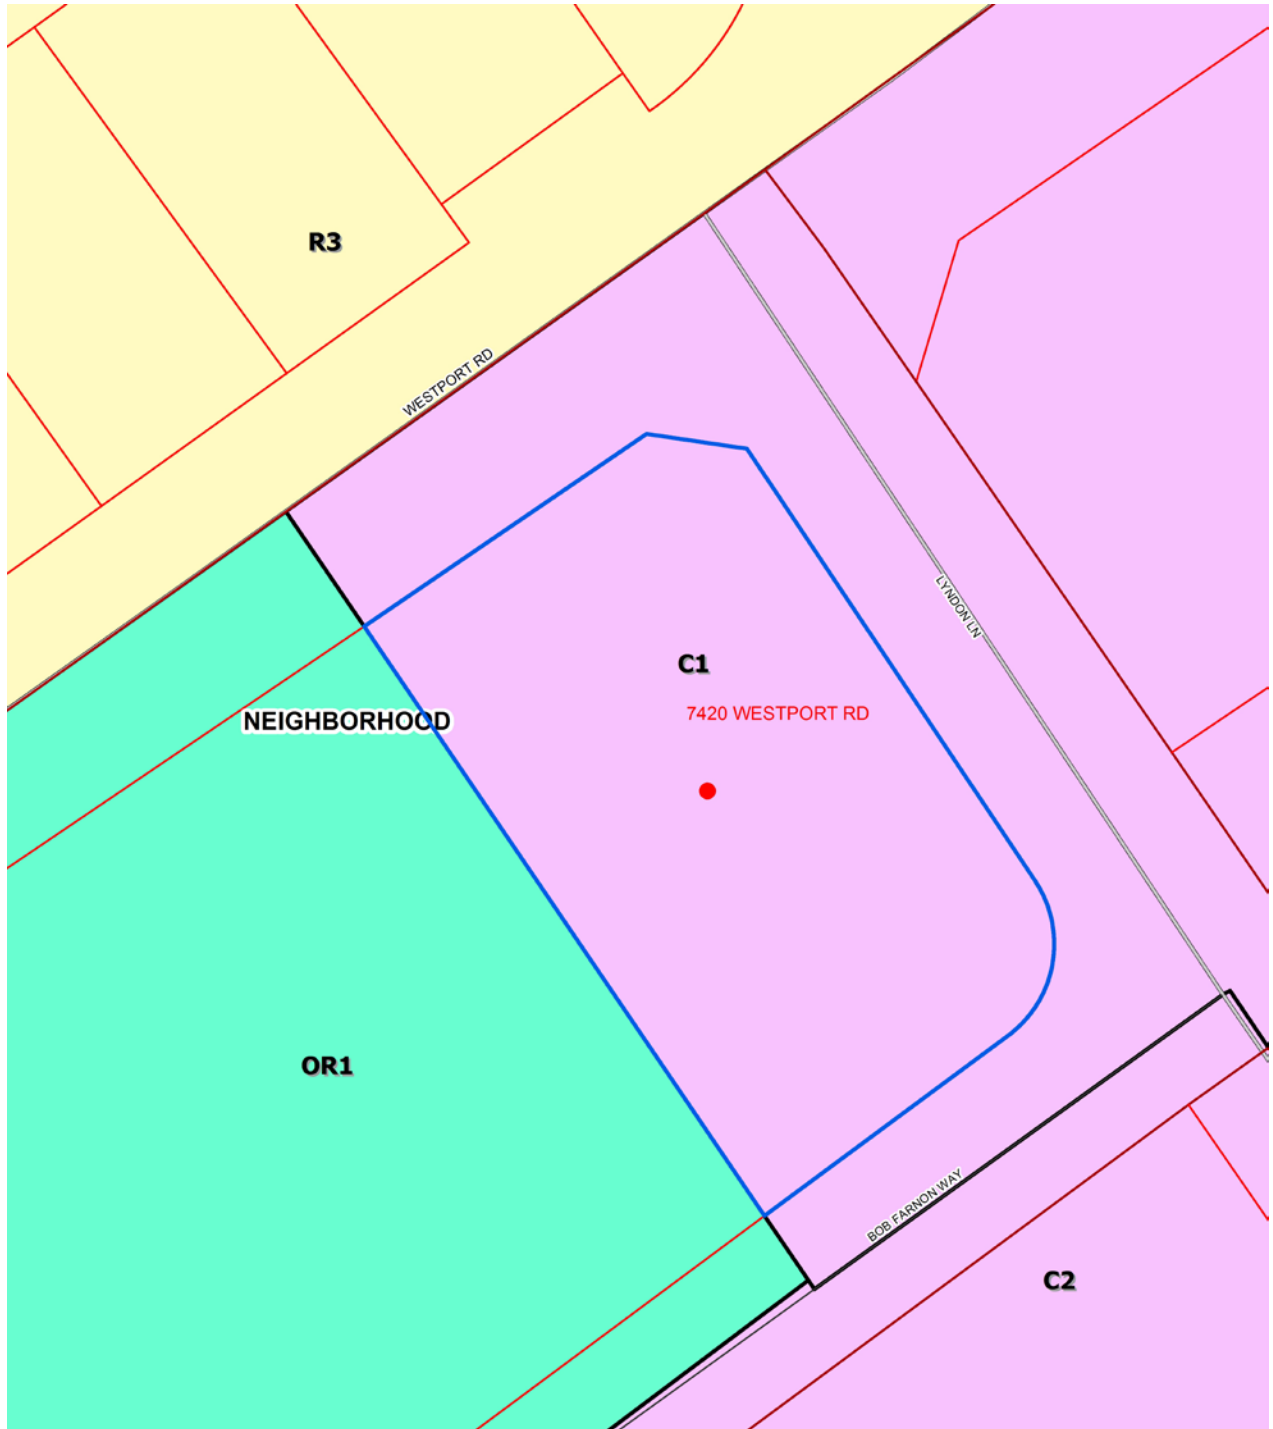 R3
WESTPORT RD
LYNDON LN
C1
7420 WESTPORT RD
NEIGHBORHOOD
OR1
BOB FARNON WAY
C2